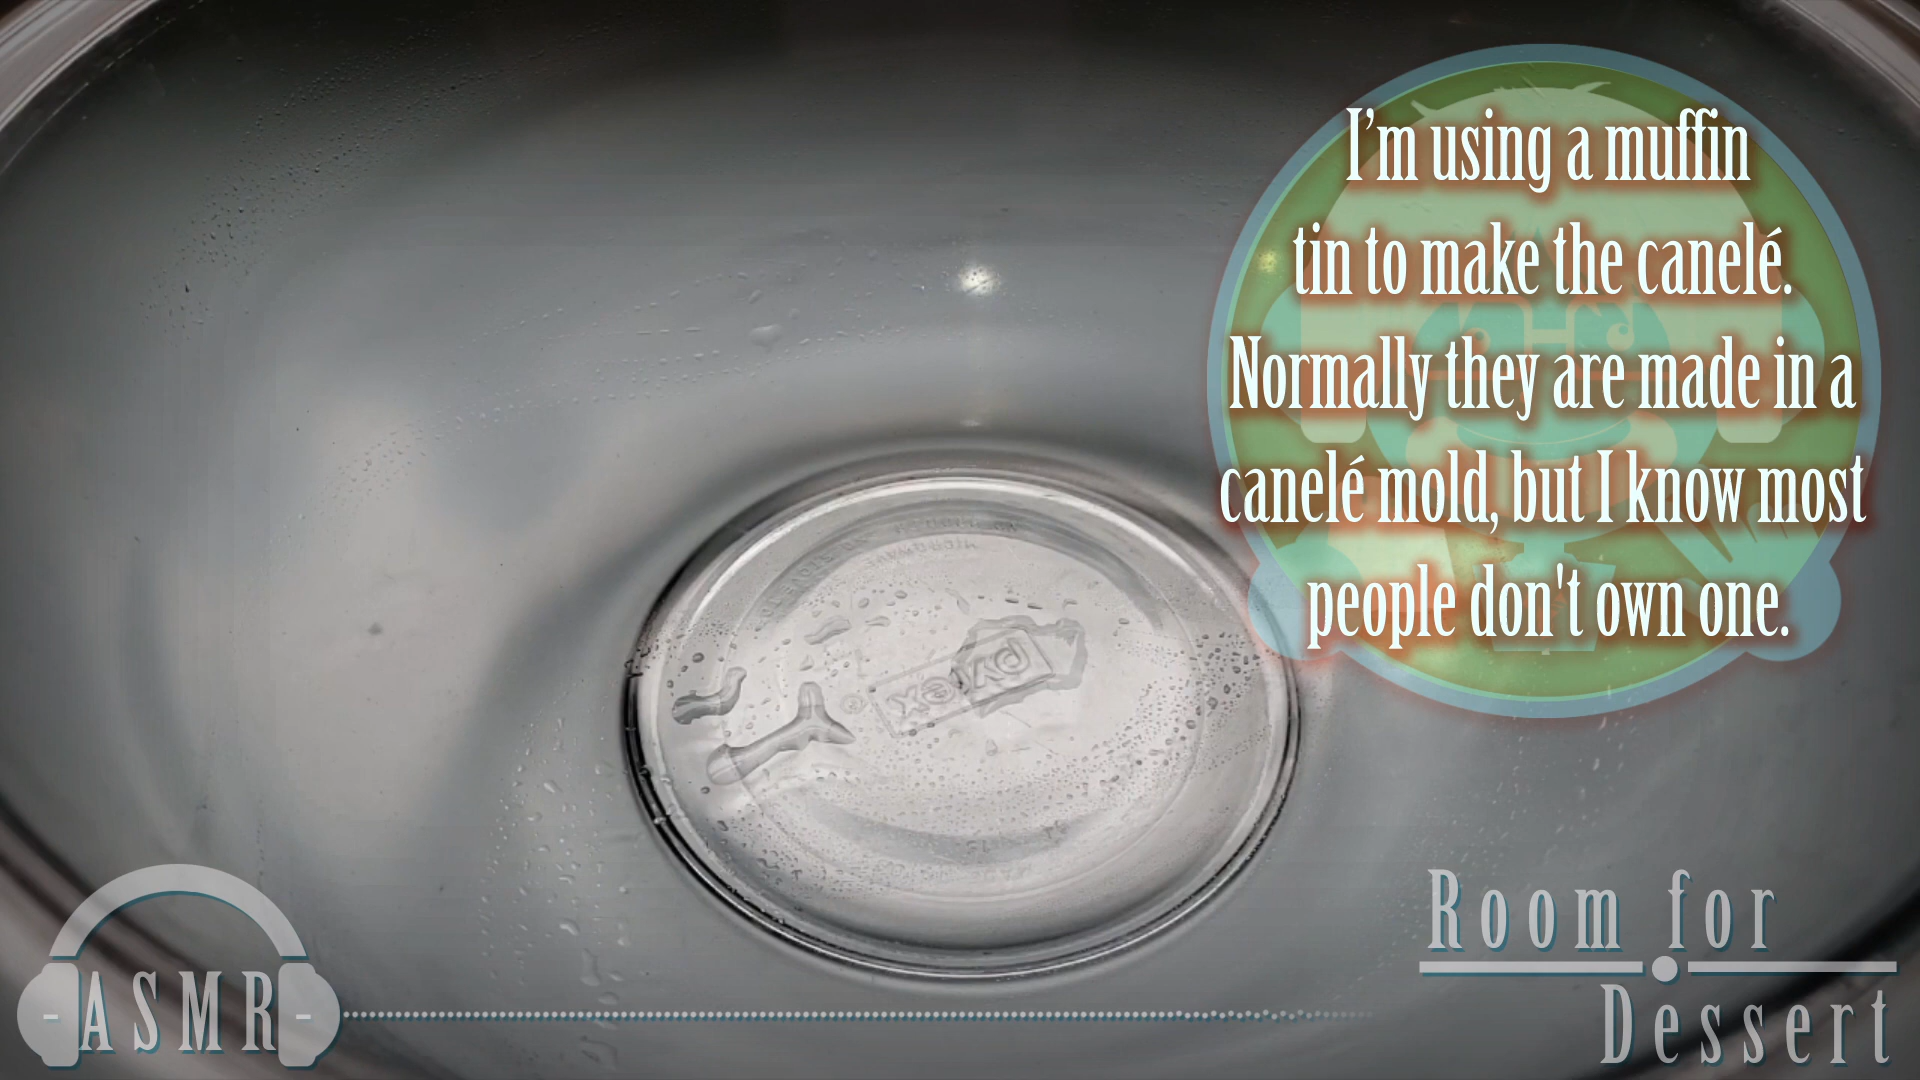 I’m using a muffin
tin to make the canelé.
Normally they are made in a
canelé mold, but I know most
people don't own one.
pyrex®
Room for
Dessert
-ASMR-